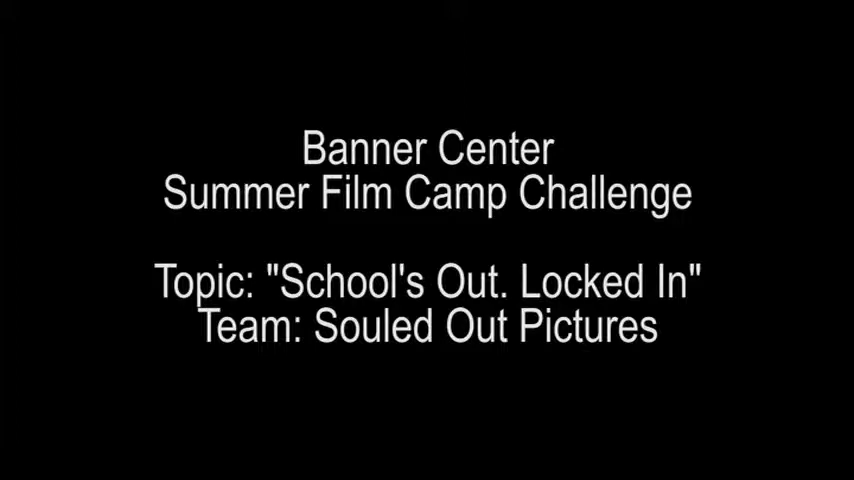 Banner Center
Summer Film Camp Challenge
Topic: "School's Out. Locked In"
Team: Souled Out Pictures